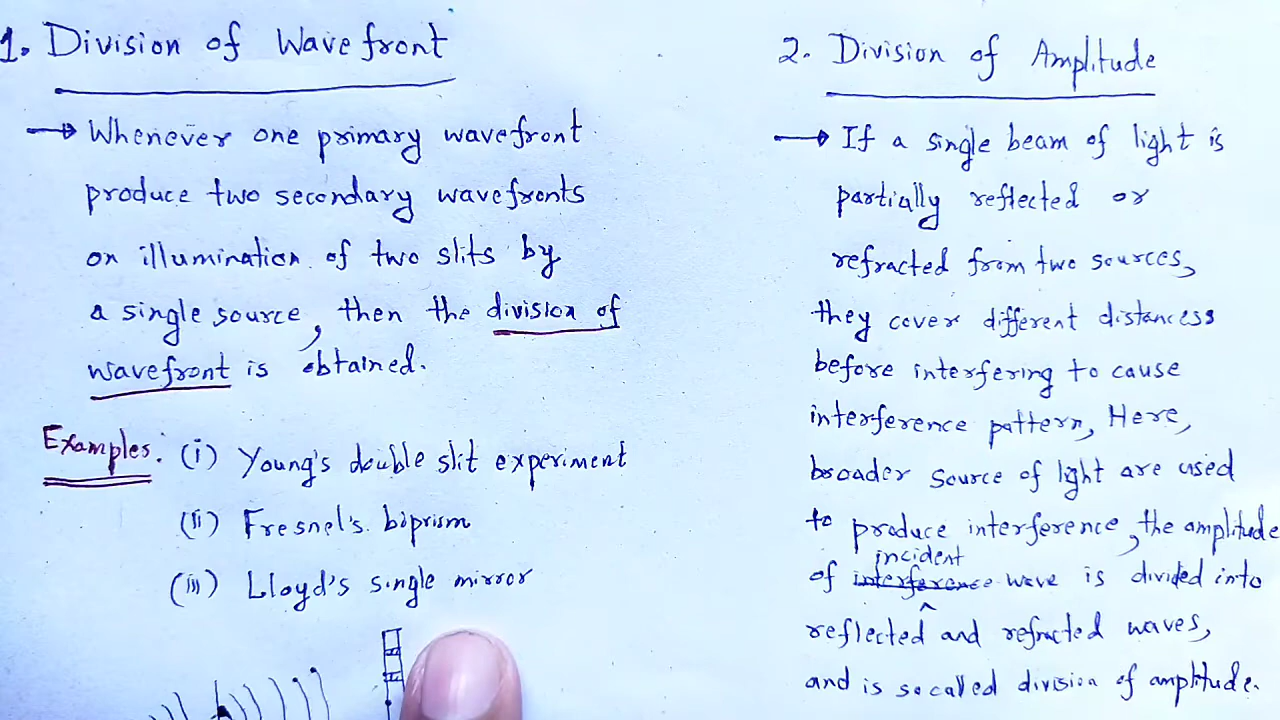 1. Division of Wavefront
→ Whenever one primary wavefront
produce two secondary wavefronts
on illumination of two slits by
a single source, then the division of
wavefront is obtained.
Examples: (i) Young's double slit experiment
(ii) Fresnel's biprism
(iii) Lloyd's single mirror
2. Division of Amplitude
→ If a single beam of light is
partially reflected or
refracted from two sources,
they cover different distancess
before interfering to cause
interference pattern, Here,
broader source of light are used
to produce interference, the amplitude
incident
of interference wave is divided into
reflected and refracted waves,
and is so called division of amplitude.